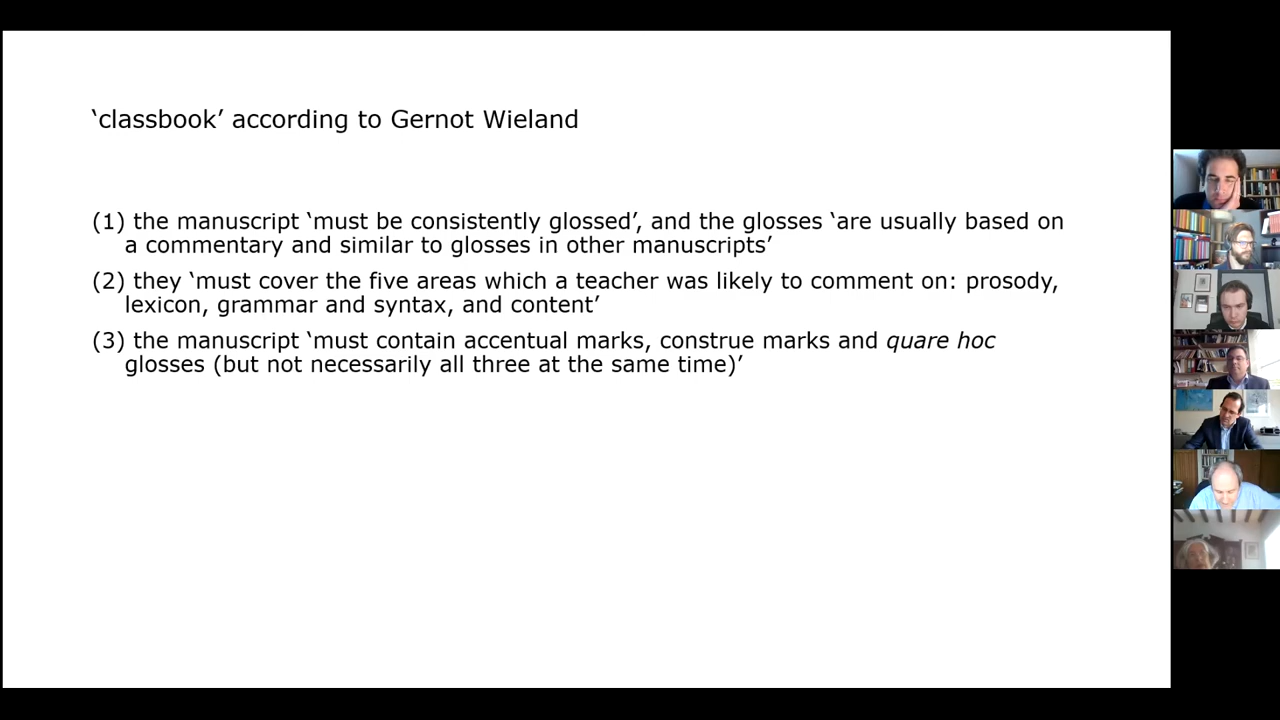 ‘classbook’ according to Gernot Wieland
(1) the manuscript ‘must be consistently glossed’, and the glosses ‘are usually based on
a commentary and similar to glosses in other manuscripts’
(2) they ‘must cover the five areas which a teacher was likely to comment on: prosody,
lexicon, grammar and syntax, and content’
(3) the manuscript ‘must contain accentual marks, construe marks and quare hoc
glosses (but not necessarily all three at the same time)’